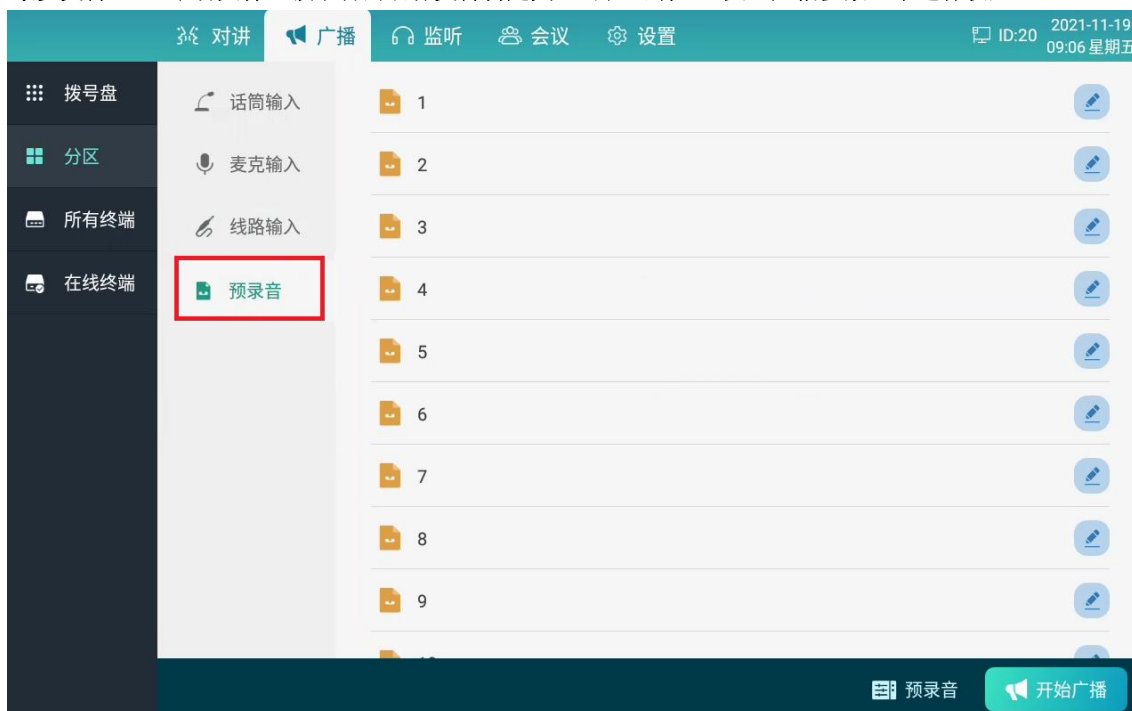 对讲 广播 监听 会议 设置 ID:20 2021-11-19
09:06 星期五
拨号盘
分区
所有终端
在线终端
话筒输入
麦克输入
线路输入
预录音
1
2
3
4
5
6
7
8
9
预录音 开始广播